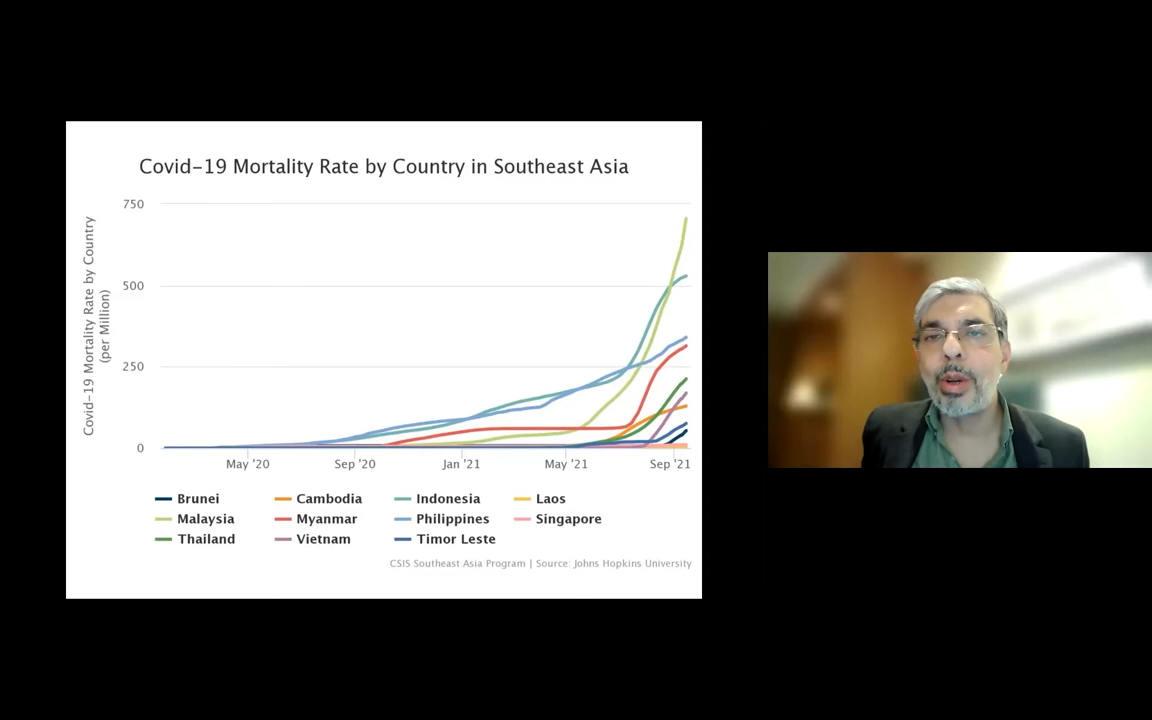 Covid-19 Mortality Rate by Country in Southeast Asia
Covid-19 Mortality Rate by Country
(per Million)
750
500
250
0
May '20 Sep '20 Jan '21 May '21 Sep '21
Brunei Cambodia Indonesia Laos
Malaysia Myanmar Philippines Singapore
Thailand Vietnam Timor Leste
CSIS Southeast Asia Program | Source: Johns Hopkins University